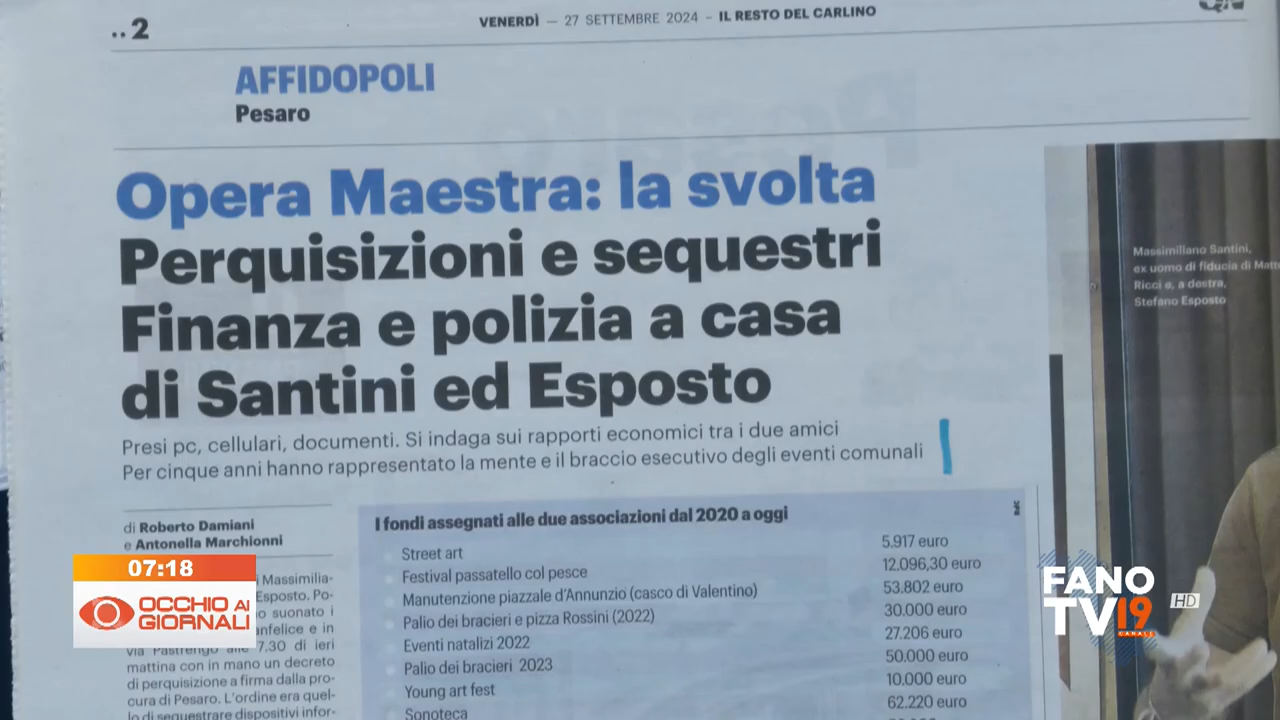 ..2
VENERDÌ — 27 SETTEMBRE 2024 – IL RESTO DEL CARLINO
AFFIDOPOLI
Pesaro
Opera Maestra: la svolta
Perquisizioni e sequestri
Finanza e polizia a casa
di Santini ed Esposto
Presi pc, cellulari, documenti. Si indaga sui rapporti economici tra i due amici
Per cinque anni hanno rappresentato la mente e il braccio esecutivo degli eventi comunali
Massimiliano Santini,
ex uomo di fiducia di Matt
Ricci e, a destra,
Stefano Esposto
di Roberto Damiani
e Antonella Marchionni
i Massimilia-
Esposto. Po-
o suonato i
anfelice e in
via Pastrengo alle 7.30 di ieri
mattina con in mano un decreto
di perquisizione a firma dalla pro-
cura di Pesaro. L'ordine era quel-
lo di sequestrare dispositivi infor-
I fondi assegnati alle due associazioni dal 2020 a oggi
Street art 5.917 euro
Festival passatello col pesce 12.096,30 euro
Manutenzione piazzale d'Annunzio (casco di Valentino) 53.802 euro
Palio dei bracieri e pizza Rossini (2022) 30.000 euro
Eventi natalizi 2022 27.206 euro
Palio dei bracieri 2023 50.000 euro
Young art fest 10.000 euro
Sonoteca 62.220 euro
07:18
OCCHIO AI
GIORNALI
FANO
TV19
CANALE
HD